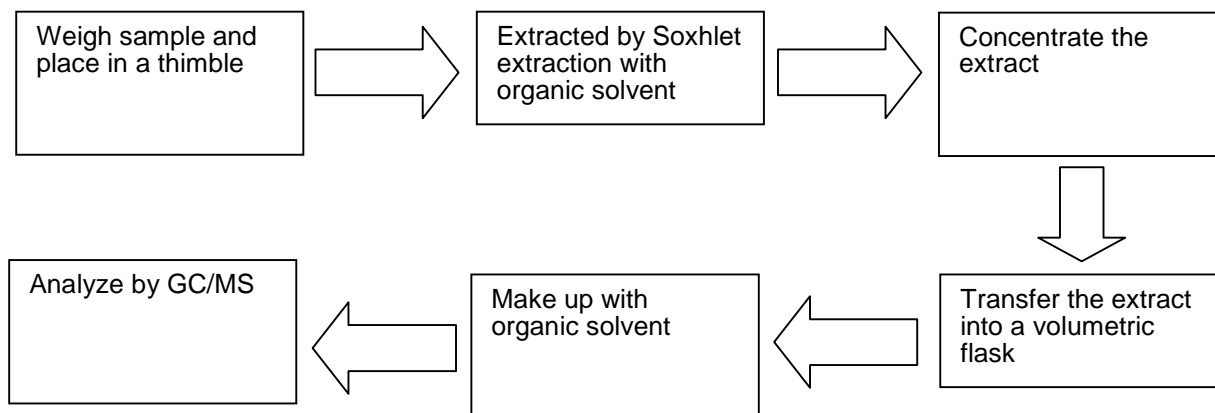 Weigh sample and
place in a thimble
Extracted by Soxhlet
extraction with
organic solvent
Concentrate the
extract
Transfer the extract
into a volumetric
flask
Make up with
organic solvent
Analyze by GC/MS